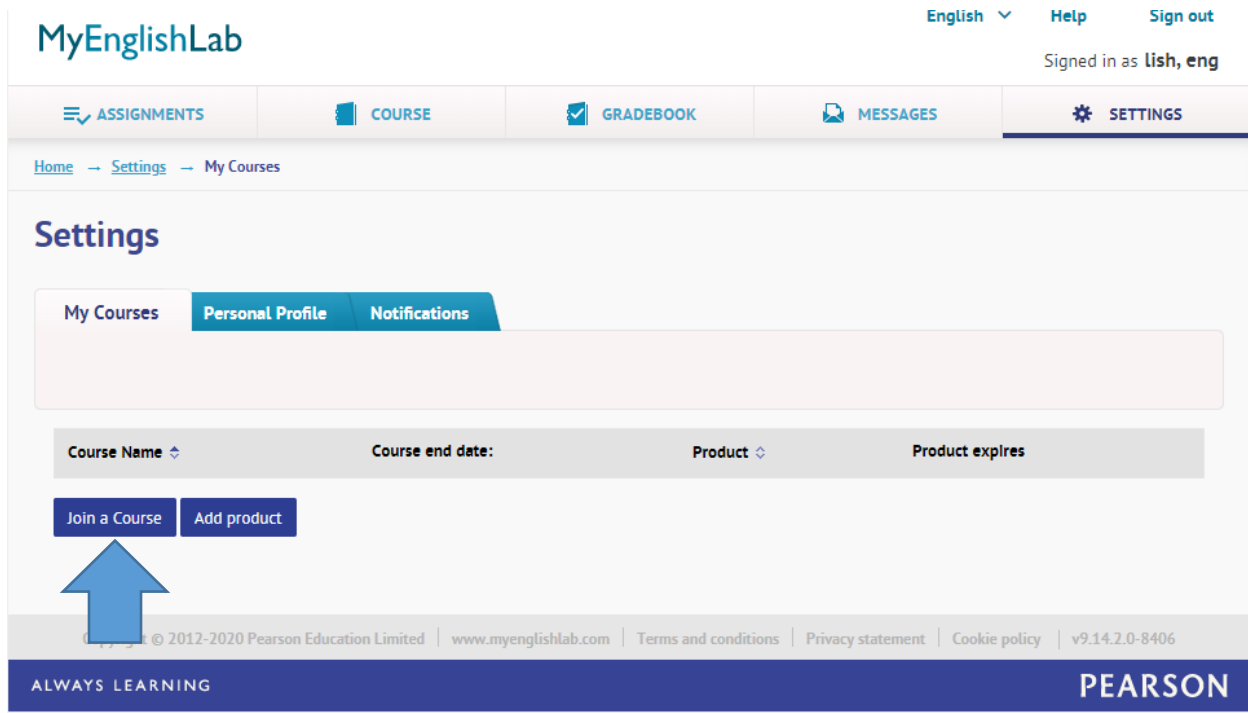 English Help Sign out
MyEnglishLab
Signed in as lish, eng
ASSIGNMENTS COURSE GRADEBOOK MESSAGES SETTINGS
Home → Settings → My Courses
Settings
My Courses Personal Profile Notifications
Course Name Course end date: Product Product expires
Join a Course Add product
© 2012-2020 Pearson Education Limited | www.myenglishlab.com | Terms and conditions | Privacy statement | Cookie policy | v9.14.2.0-8406
ALWAYS LEARNING PEARSON